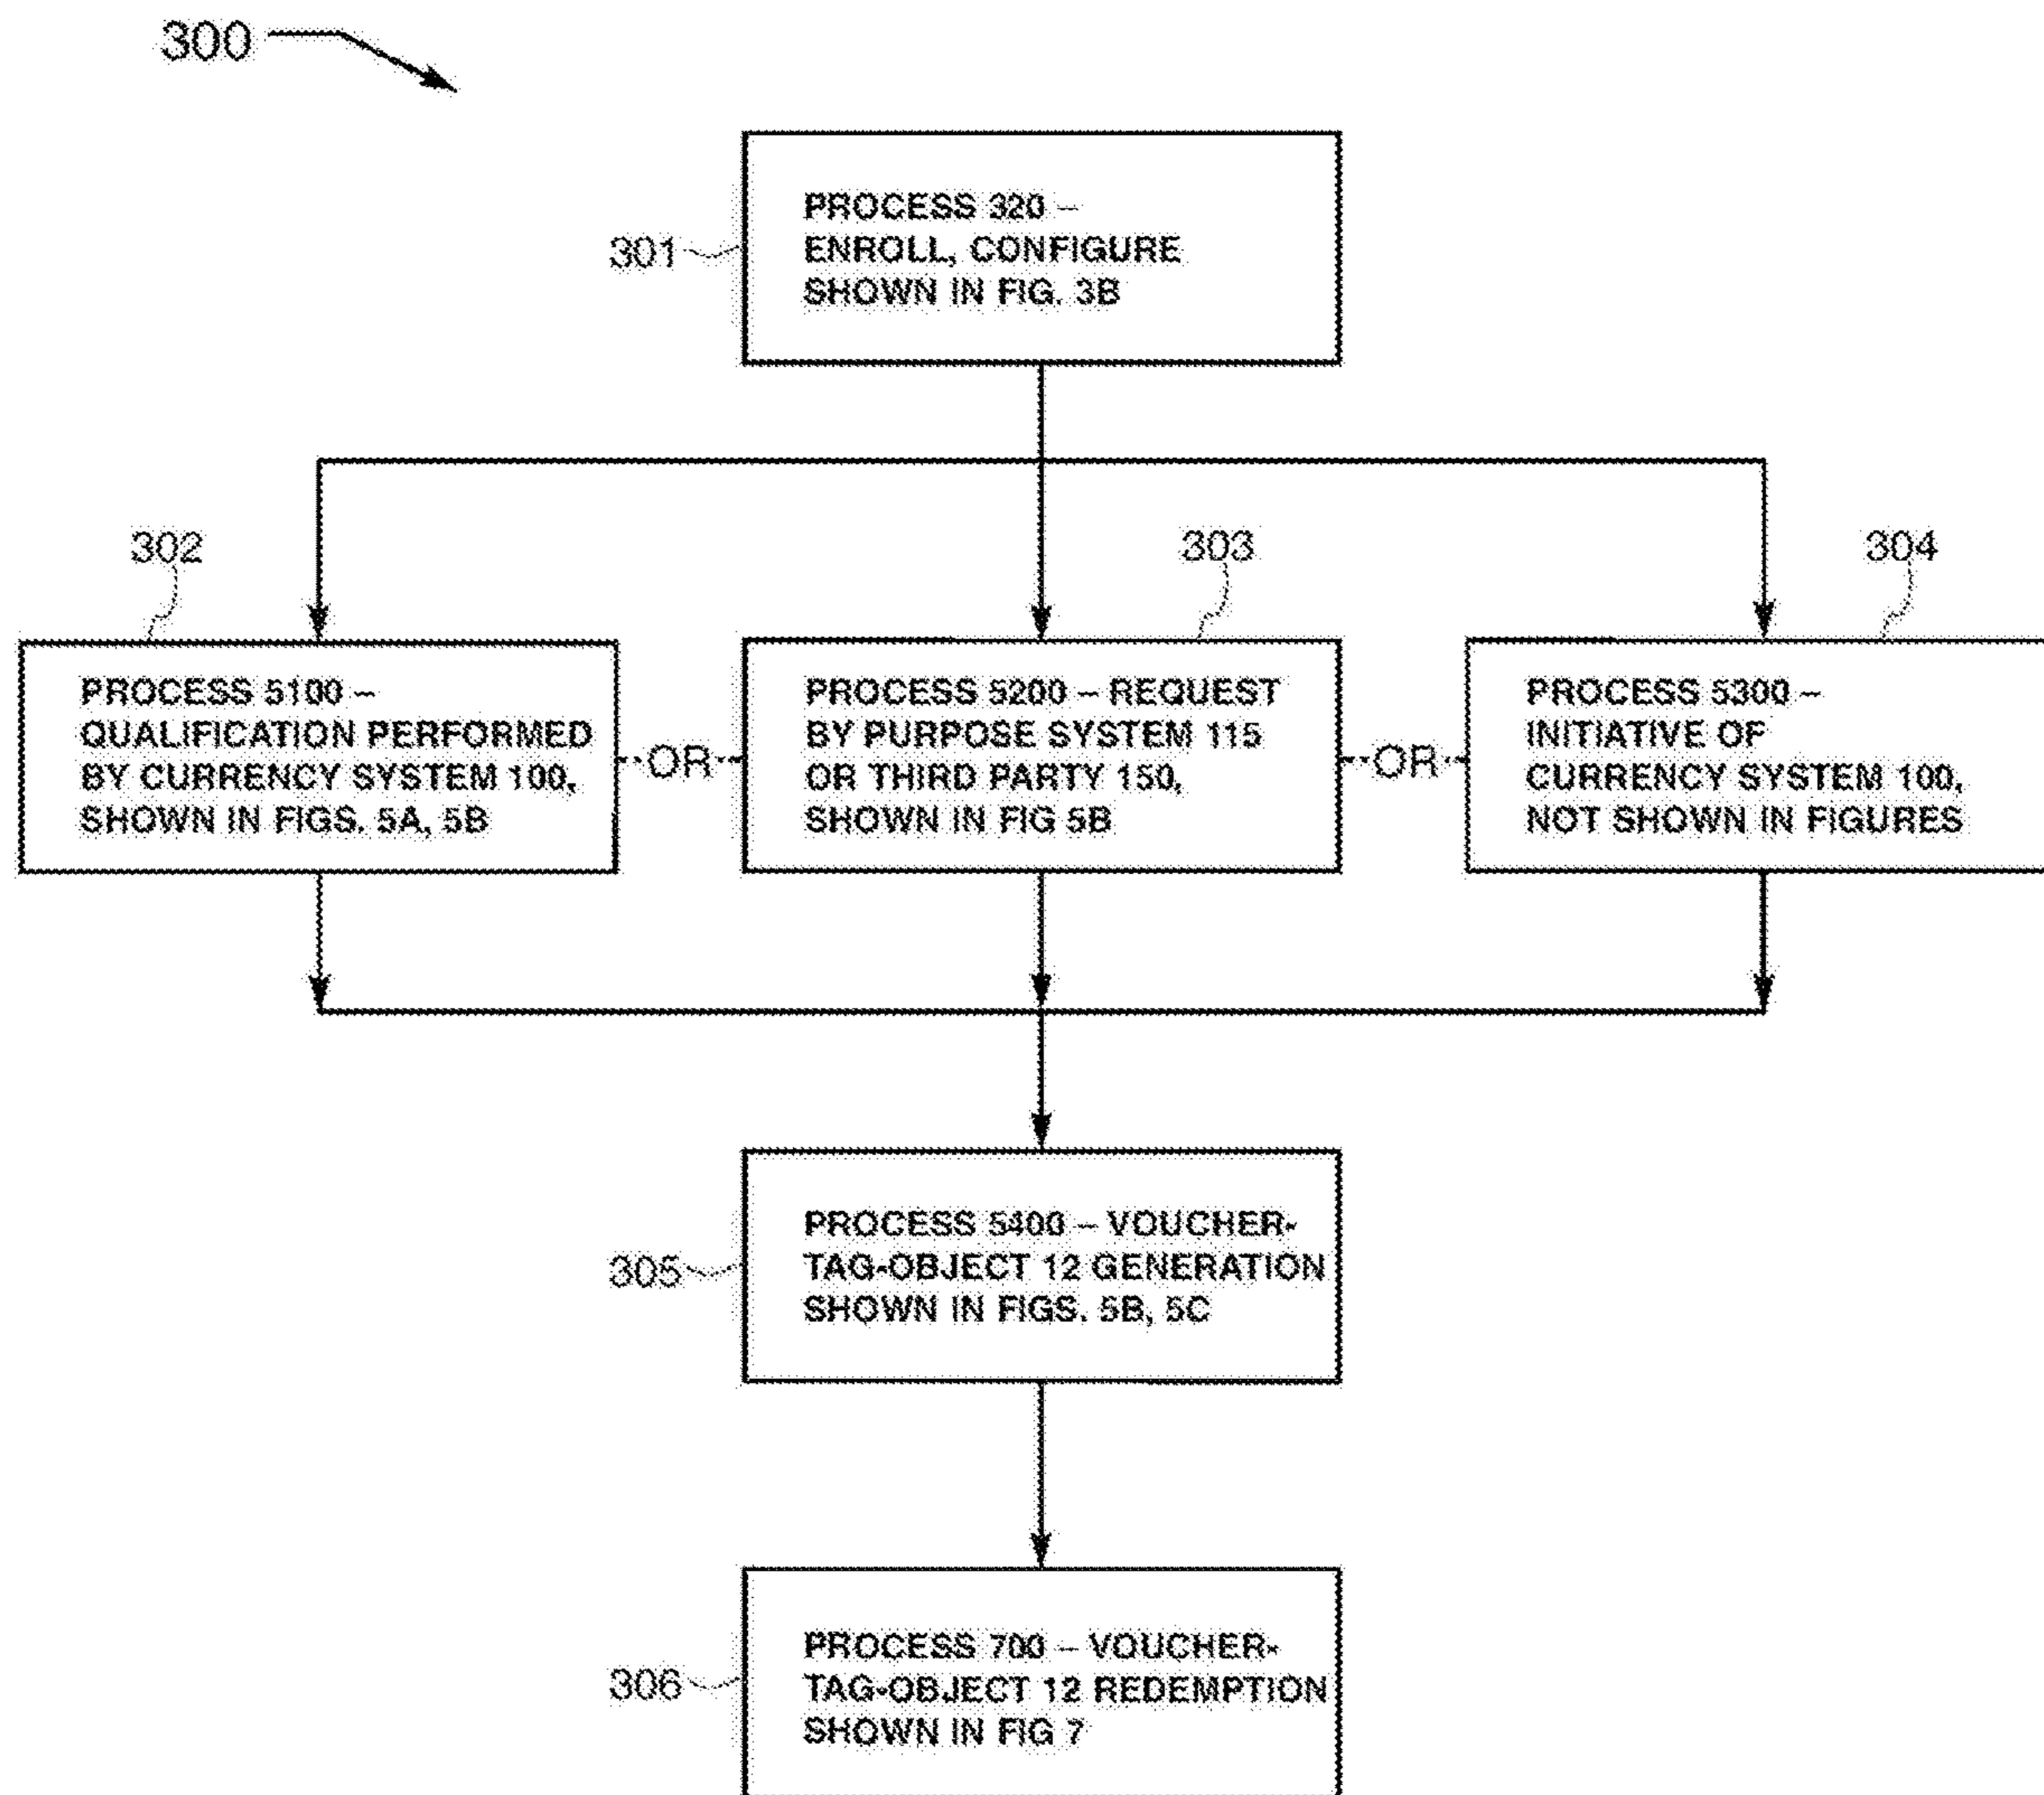 300
PROCESS 320 –
ENROLL, CONFIGURE
SHOWN IN FIG. 3B
301
302
303
304
PROCESS 5100 –
QUALIFICATION PERFORMED
BY CURRENCY SYSTEM 100,
SHOWN IN FIGS. 5A, 5B
OR
PROCESS 5200 – REQUEST
BY PURPOSE SYSTEM 115
OR THIRD PARTY 150,
SHOWN IN FIG 5B
OR
PROCESS 5300 –
INITIATIVE OF
CURRENCY SYSTEM 100,
NOT SHOWN IN FIGURES
PROCESS 5400 – VOUCHER-
TAG-OBJECT 12 GENERATION
SHOWN IN FIGS. 5B, 5C
305
PROCESS 700 – VOUCHER-
TAG-OBJECT 12 REDEMPTION
SHOWN IN FIG 7
306